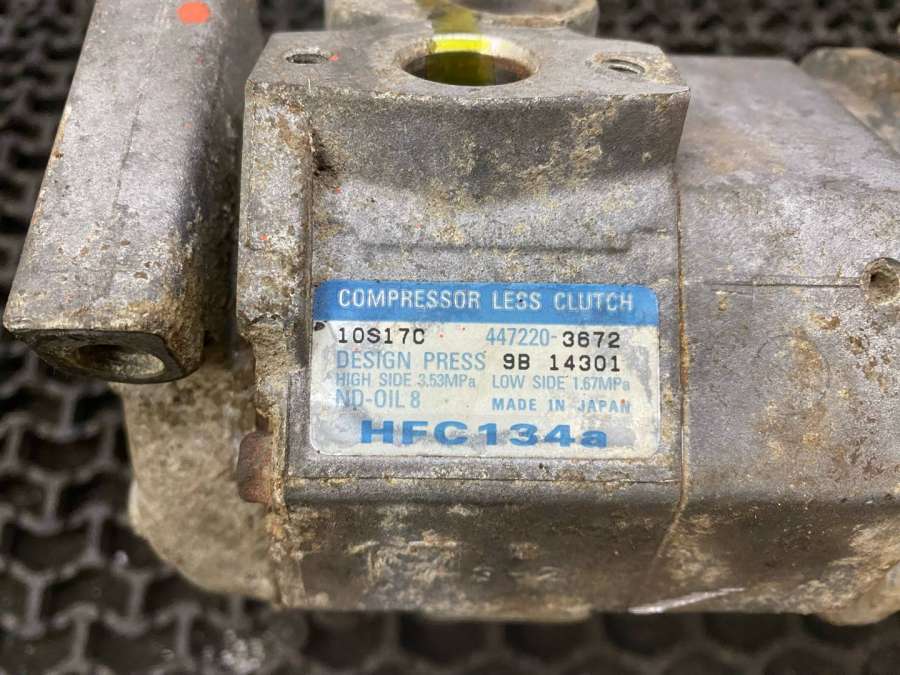 COMPRESSOR LESS CLUTCH
10S17C 447220-3672
DESIGN PRESS 9B 14301
HIGH SIDE 3.53MPa LOW SIDE 1.67MPa
ND-OIL 8 MADE IN JAPAN
HFC134a